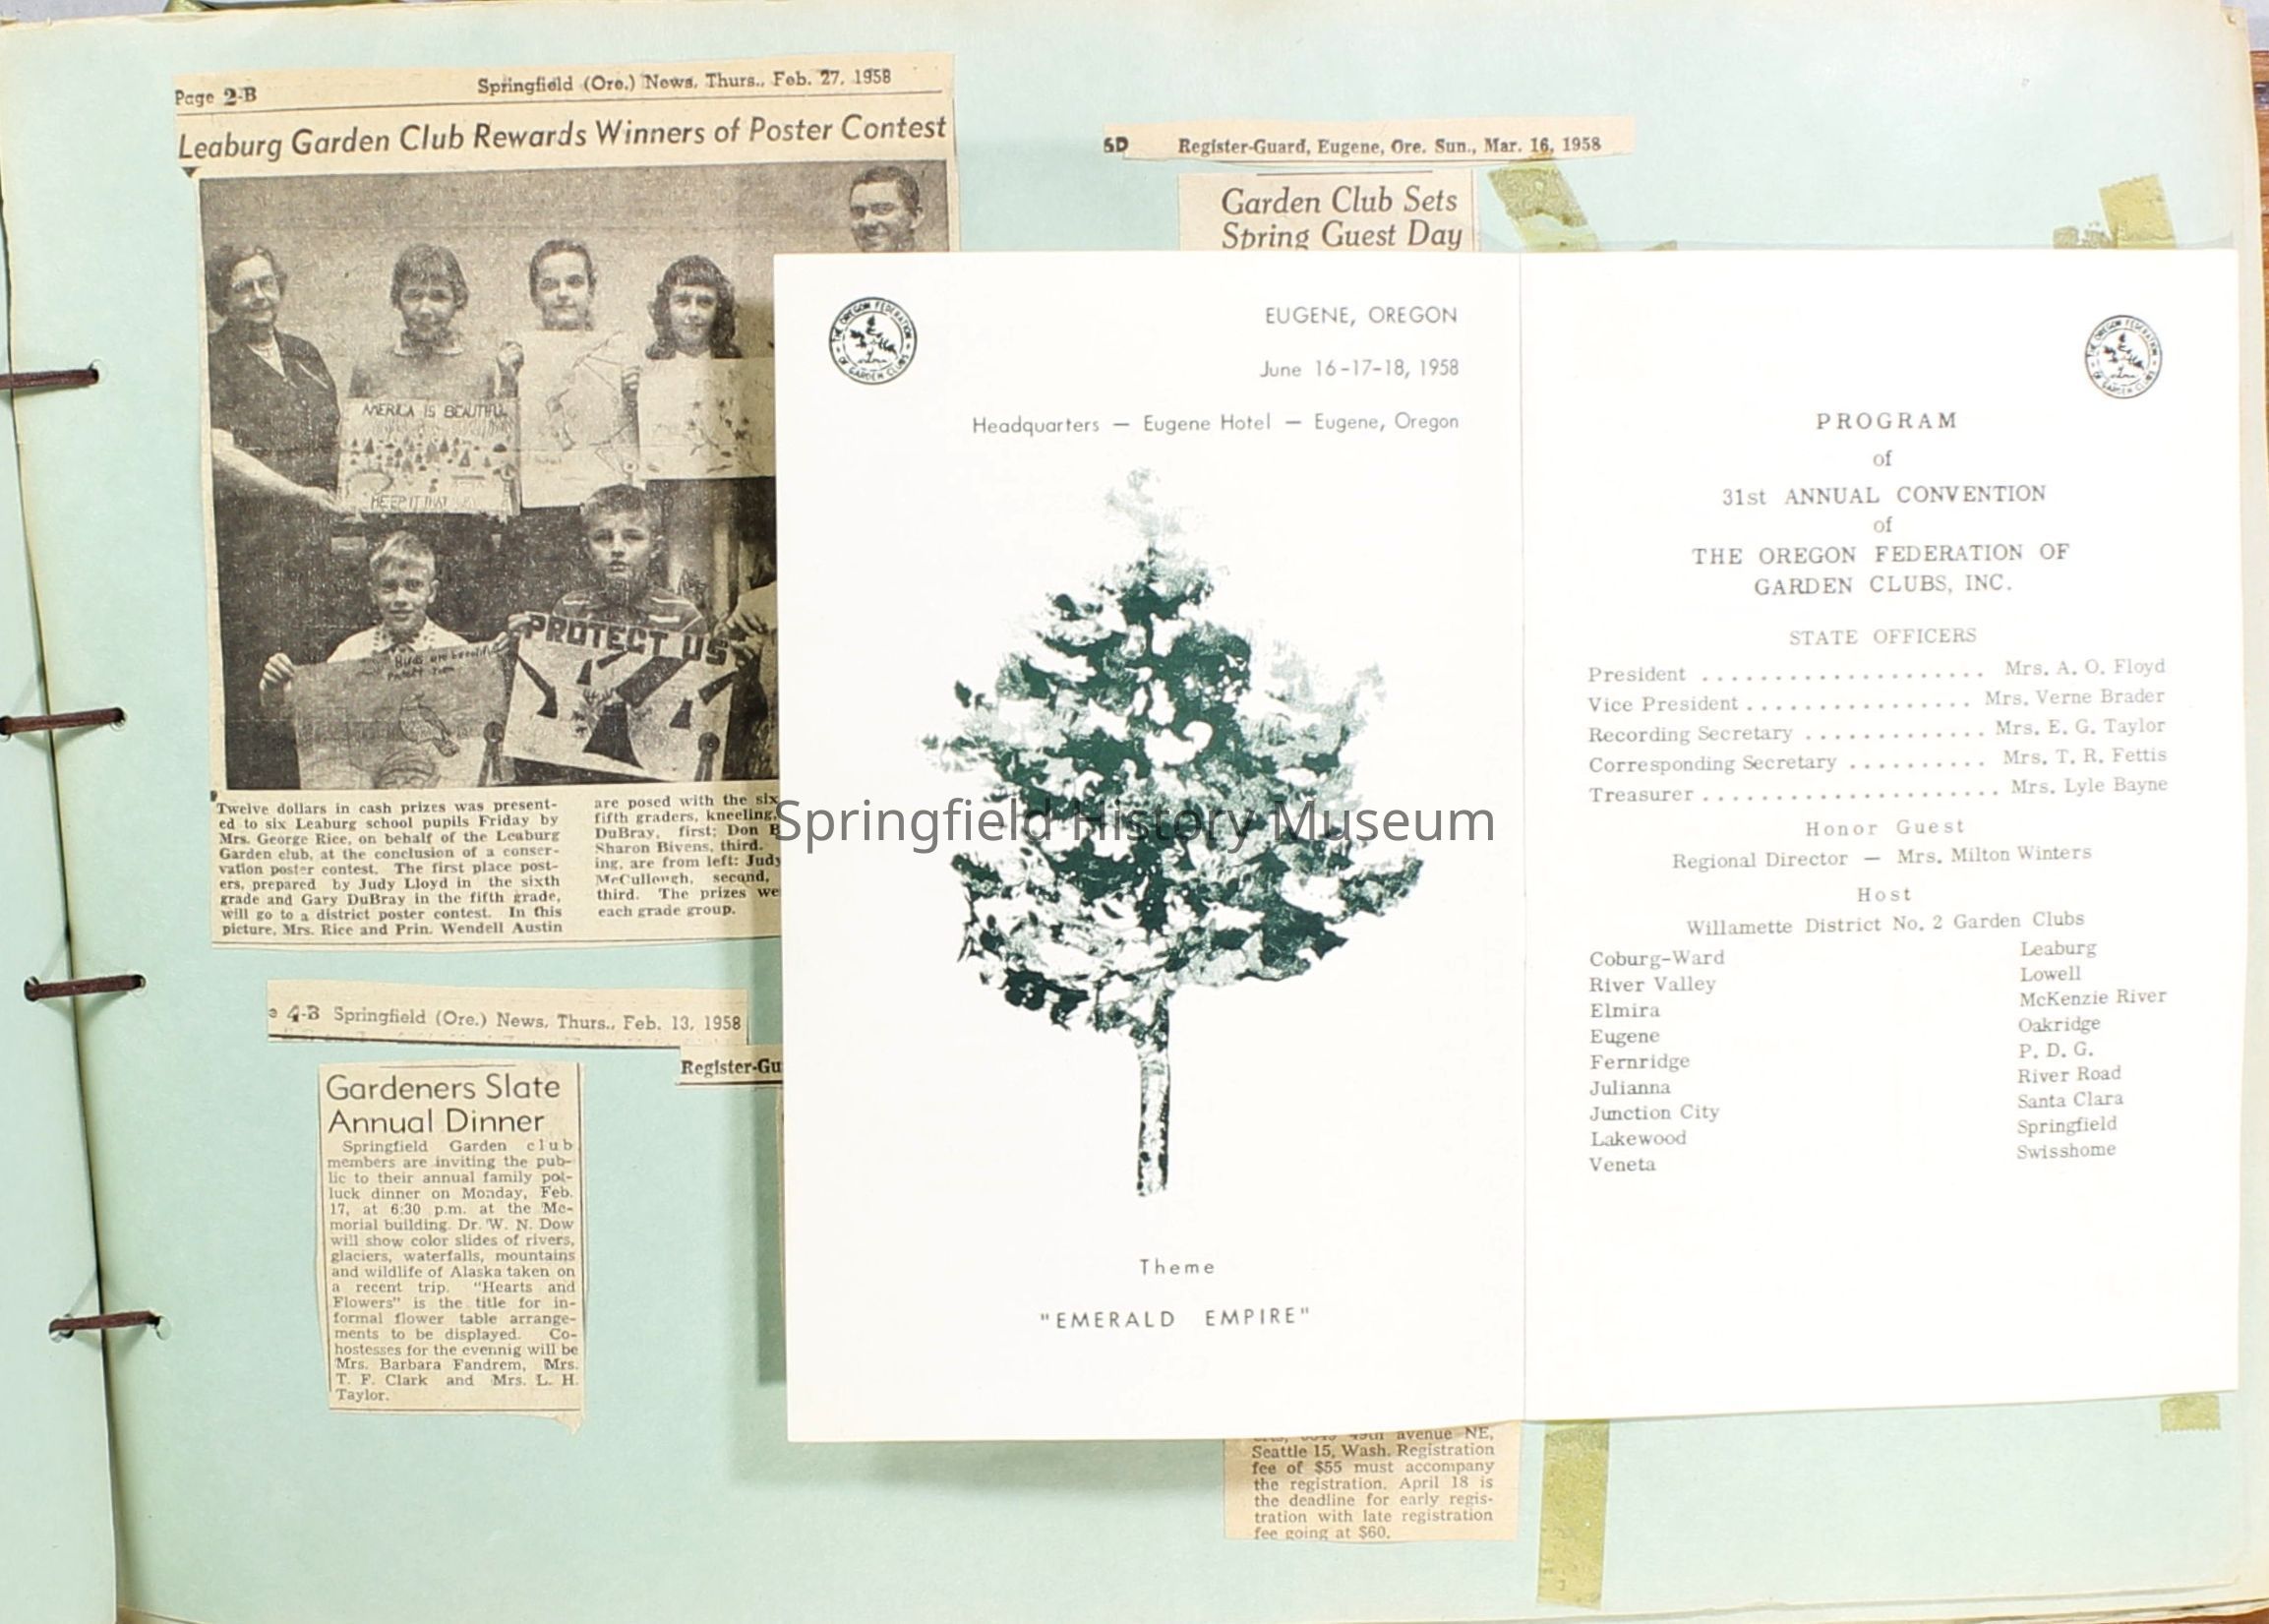 Page 2-B
Springfield (Ore.) News, Thurs., Feb. 27, 1958
Leaburg Garden Club Rewards Winners of Poster Contest
AMERICA IS BEAUTIFUL
KEEP IT THAT
Birds are beautiful
Protect Them
PROTECT US
Twelve dollars in cash prizes was present-
ed to six Leaburg school pupils Friday by
Mrs. George Rice, on behalf of the Leaburg
Garden club, at the conclusion of a conser-
vation poster contest. The first place post-
ers, prepared by Judy Lloyd in the sixth
grade and Gary DuBray in the fifth grade,
will go to a district poster contest. In this
picture, Mrs. Rice and Prin. Wendell Austin
are posed with the six
fifth graders, kneeling,
DuBray, first; Don B
Sharon Bivens, third.
ing, are from left: Judy
McCullough, second,
third. The prizes we
each grade group.
4-B Springfield (Ore.) News, Thurs., Feb. 13, 1958
Register-Gu
Gardeners Slate
Annual Dinner
Springfield Garden club
members are inviting the pub-
lic to their annual family pot-
luck dinner on Monday, Feb.
17, at 6:30 p.m. at the Me-
morial building. Dr. W. N. Dow
will show color slides of rivers,
glaciers, waterfalls, mountains
and wildlife of Alaska taken on
a recent trip. "Hearts and
Flowers" is the title for in-
formal flower table arrange-
ments to be displayed. Co-
hostesses for the evennig will be
Mrs. Barbara Fandrem, Mrs.
T. F. Clark and Mrs. L. H.
Taylor.
6D Register-Guard, Eugene, Ore. Sun., Mar. 16, 1958
Garden Club Sets
Spring Guest Day
THE OREGON FEDERATION OF GARDEN CLUBS
EUGENE, OREGON
June 16-17-18, 1958
Headquarters — Eugene Hotel — Eugene, Oregon
Springfield History Museum
Theme
"EMERALD EMPIRE"
avenue NE,
Seattle 15, Wash. Registration
fee of $55 must accompany
the registration. April 18 is
the deadline for early regis-
tration with late registration
fee going at $60.
THE OREGON FEDERATION OF GARDEN CLUBS
PROGRAM
of
31st ANNUAL CONVENTION
of
THE OREGON FEDERATION OF
GARDEN CLUBS, INC.
STATE OFFICERS
President .................... Mrs. A. O. Floyd
Vice President ................ Mrs. Verne Brader
Recording Secretary ............. Mrs. E. G. Taylor
Corresponding Secretary .......... Mrs. T. R. Fettis
Treasurer ..................... Mrs. Lyle Bayne
Honor Guest
Regional Director — Mrs. Milton Winters
Host
Willamette District No. 2 Garden Clubs
Coburg-Ward
River Valley
Elmira
Eugene
Fernridge
Julianna
Junction City
Lakewood
Veneta
Leaburg
Lowell
McKenzie River
Oakridge
P. D. G.
River Road
Santa Clara
Springfield
Swisshome